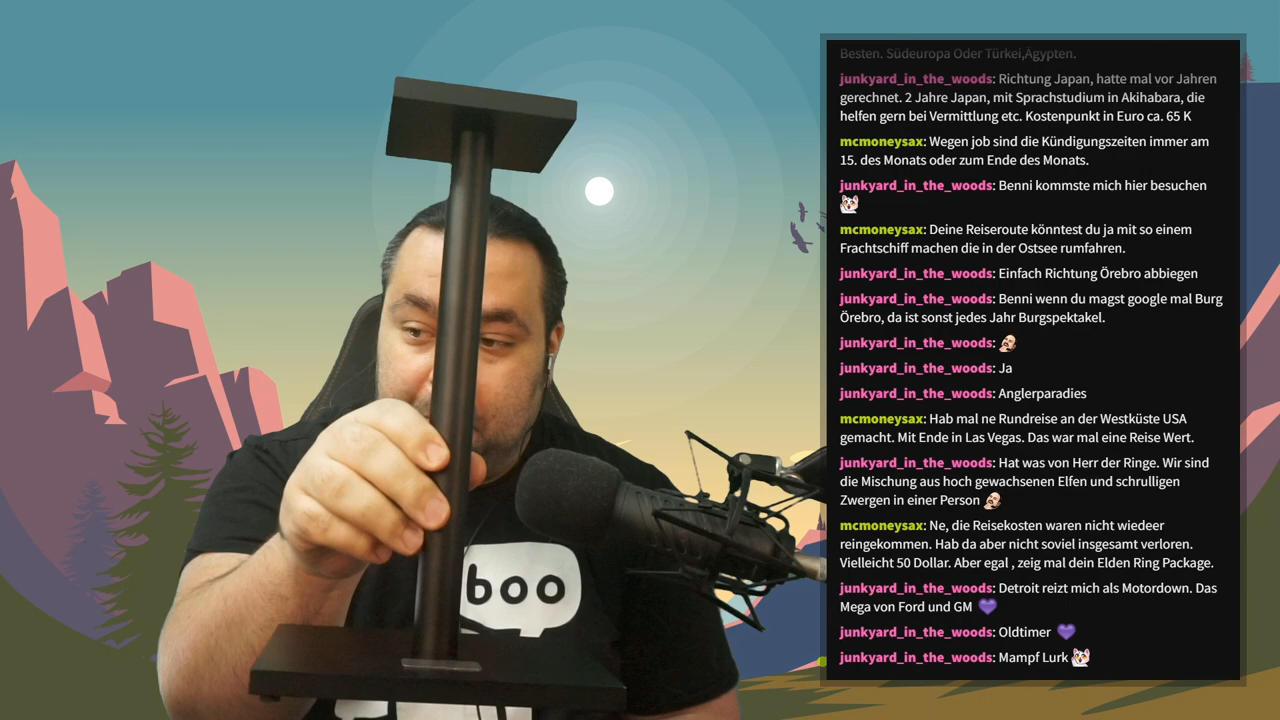 Besten. Südeuropa Oder Türkei,Ägypten.
junkyard_in_the_woods: Richtung Japan, hatte mal vor Jahren
gerechnet. 2 Jahre Japan, mit Sprachstudium in Akihabara, die
helfen gern bei Vermittlung etc. Kostenpunkt in Euro ca. 65 K
mcmoneysax: Wegen job sind die Kündigungszeiten immer am
15. des Monats oder zum Ende des Monats.
junkyard_in_the_woods: Benni kommste mich hier besuchen
mcmoneysax: Deine Reiseroute könntest du ja mit so einem
Frachtschiff machen die in der Ostsee rumfahren.
junkyard_in_the_woods: Einfach Richtung Örebro abbiegen
junkyard_in_the_woods: Benni wenn du magst google mal Burg
Örebro, da ist sonst jedes Jahr Burgspektakel.
junkyard_in_the_woods:
junkyard_in_the_woods: Ja
junkyard_in_the_woods: Anglerparadies
mcmoneysax: Hab mal ne Rundreise an der Westküste USA
gemacht. Mit Ende in Las Vegas. Das war mal eine Reise Wert.
junkyard_in_the_woods: Hat was von Herr der Ringe. Wir sind
die Mischung aus hoch gewachsenen Elfen und schrulligen
Zwergen in einer Person
mcmoneysax: Ne, die Reisekosten waren nicht wiedeer
reingekommen. Hab da aber nicht soviel insgesamt verloren.
Vielleicht 50 Dollar. Aber egal , zeig mal dein Elden Ring Package.
junkyard_in_the_woods: Detroit reizt mich als Motordown. Das
Mega von Ford und GM 💜
junkyard_in_the_woods: Oldtimer 💜
junkyard_in_the_woods: Mampf Lurk
boo